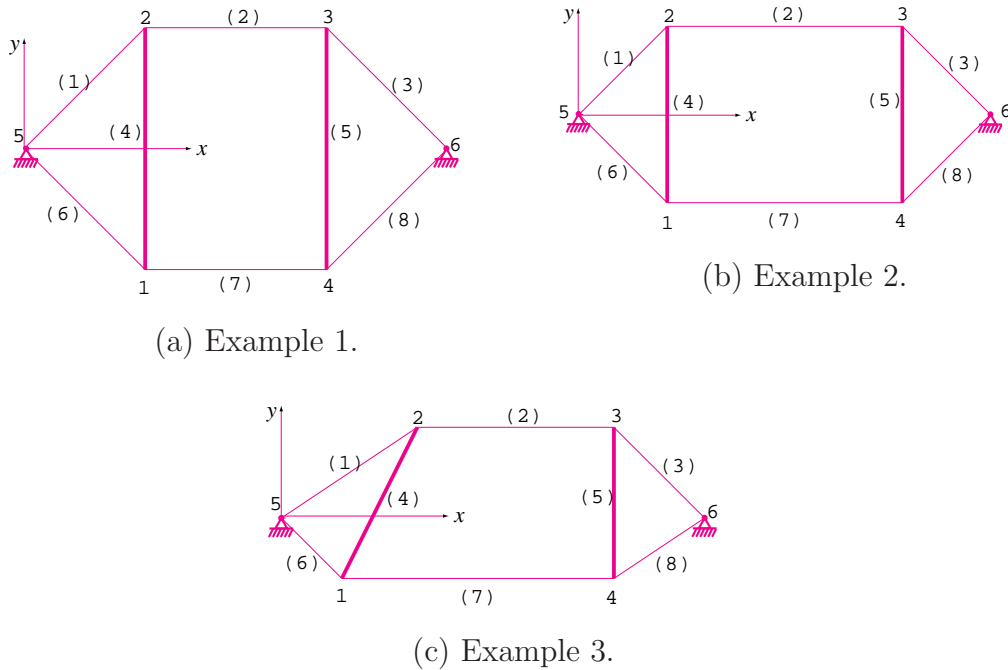 2 (2) 3
y
(1) (3)
5 (4) (5) 6
x
(6) (8)
1 (7) 4
(a) Example 1.
2 (2) 3
y
(1) (3)
5 (4) (5) 6
x
(6) (8)
1 (7) 4
(b) Example 2.
y 2 (2) 3
(1) (3)
5 (4) (5) 6
x
(6) (8)
1 (7) 4
(c) Example 3.